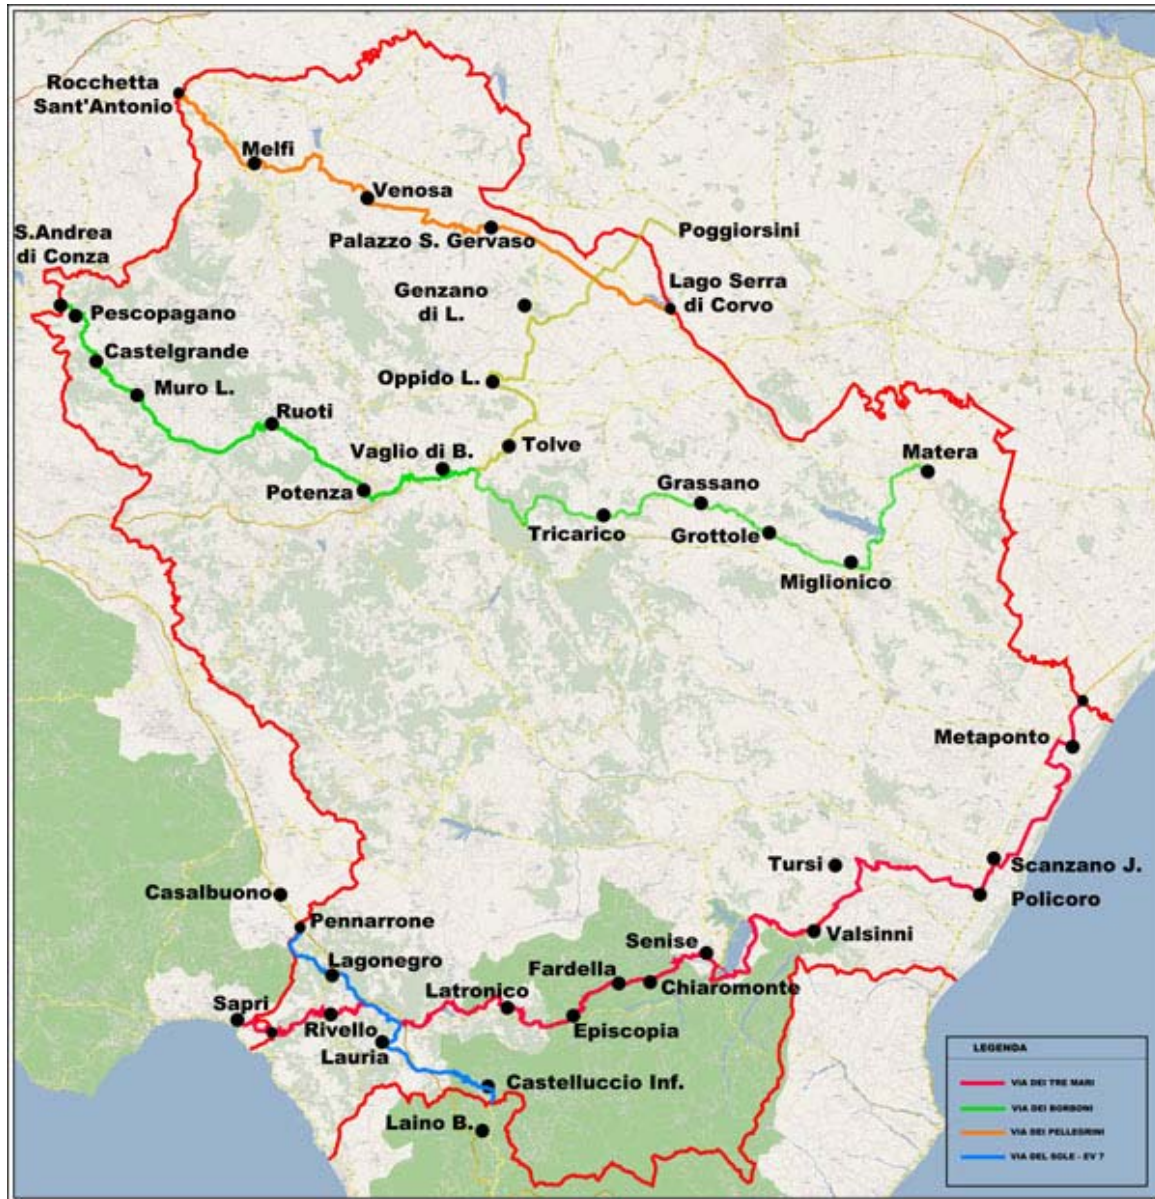 Rocchetta
Sant'Antonio
Melfi
Venosa
Palazzo S. Gervaso
Poggiorsini
S.Andrea
di Conza
Pescopagano
Genzano
di L.
Lago Serra
di Corvo
Castelgrande
Muro L.
Oppido L.
Ruoti
Vaglio di B.
Tolve
Matera
Potenza
Grassano
Tricarico
Grottole
Miglionico
Metaponto
Tursi
Scanzano J.
Policoro
Casalbuono
Pennarrone
Valsinni
Senise
Lagonegro
Fardella
Chiaromonte
Sapri
Latronico
Rivello
Episcopia
Lauria
Castelluccio Inf.
Laino B.
LEGENDA
VIA DEI TRE MARI
VIA DEI BORBONI
VIA DEI PELLEGRINI
VIA DEL SOLE - EV 7